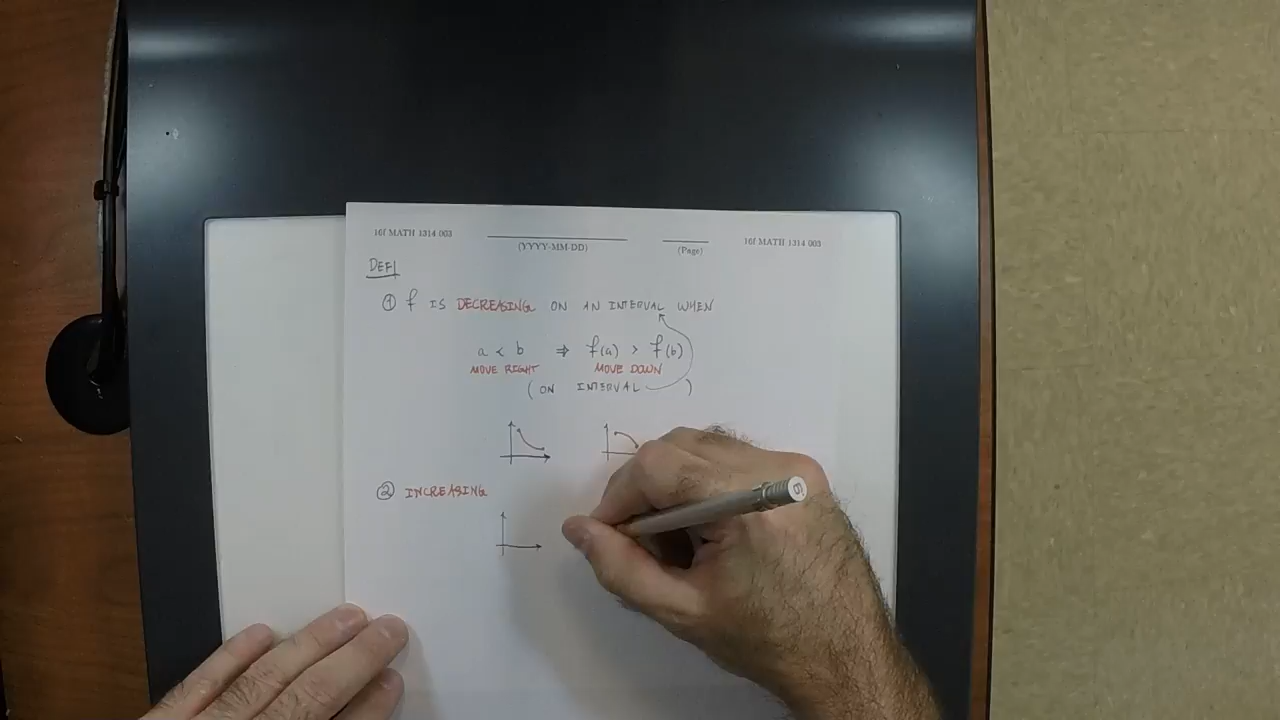 16f MATH 1314 003 (YYYY-MM-DD) (Page) 16f MATH 1314 003
DEF
① f IS DECREASING ON AN INTERVAL WHEN
a < b ⇒ f(a) > f(b)
MOVE RIGHT MOVE DOWN
( ON INTERVAL )
② INCREASING